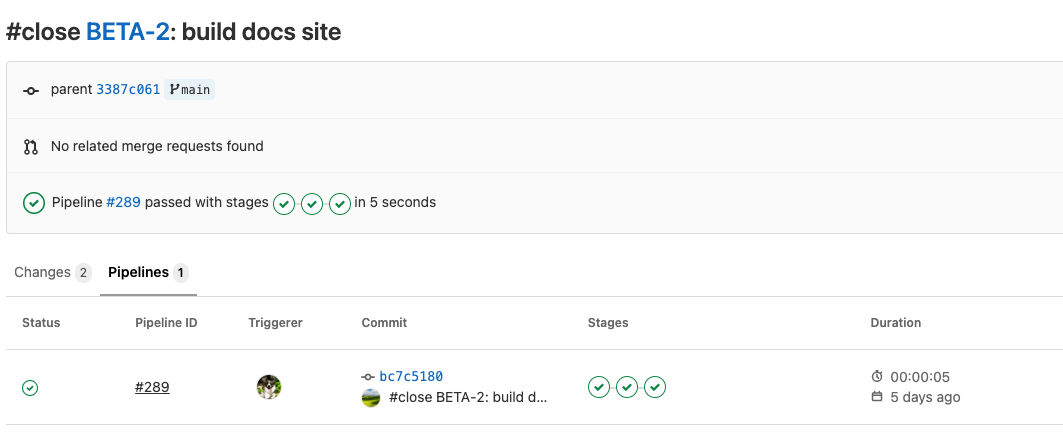 #close BETA-2: build docs site
parent 3387c061 main
No related merge requests found
Pipeline #289 passed with stages in 5 seconds
Changes 2 Pipelines 1
Status Pipeline ID Triggerer Commit Stages Duration
#289 bc7c5180 00:00:05
#close BETA-2: build d... 5 days ago